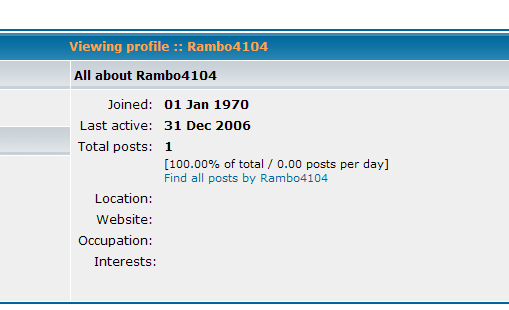 Viewing profile :: Rambo4104
All about Rambo4104
Joined: 01 Jan 1970
Last active: 31 Dec 2006
Total posts: 1
[100.00% of total / 0.00 posts per day]
Find all posts by Rambo4104
Location:
Website:
Occupation:
Interests: